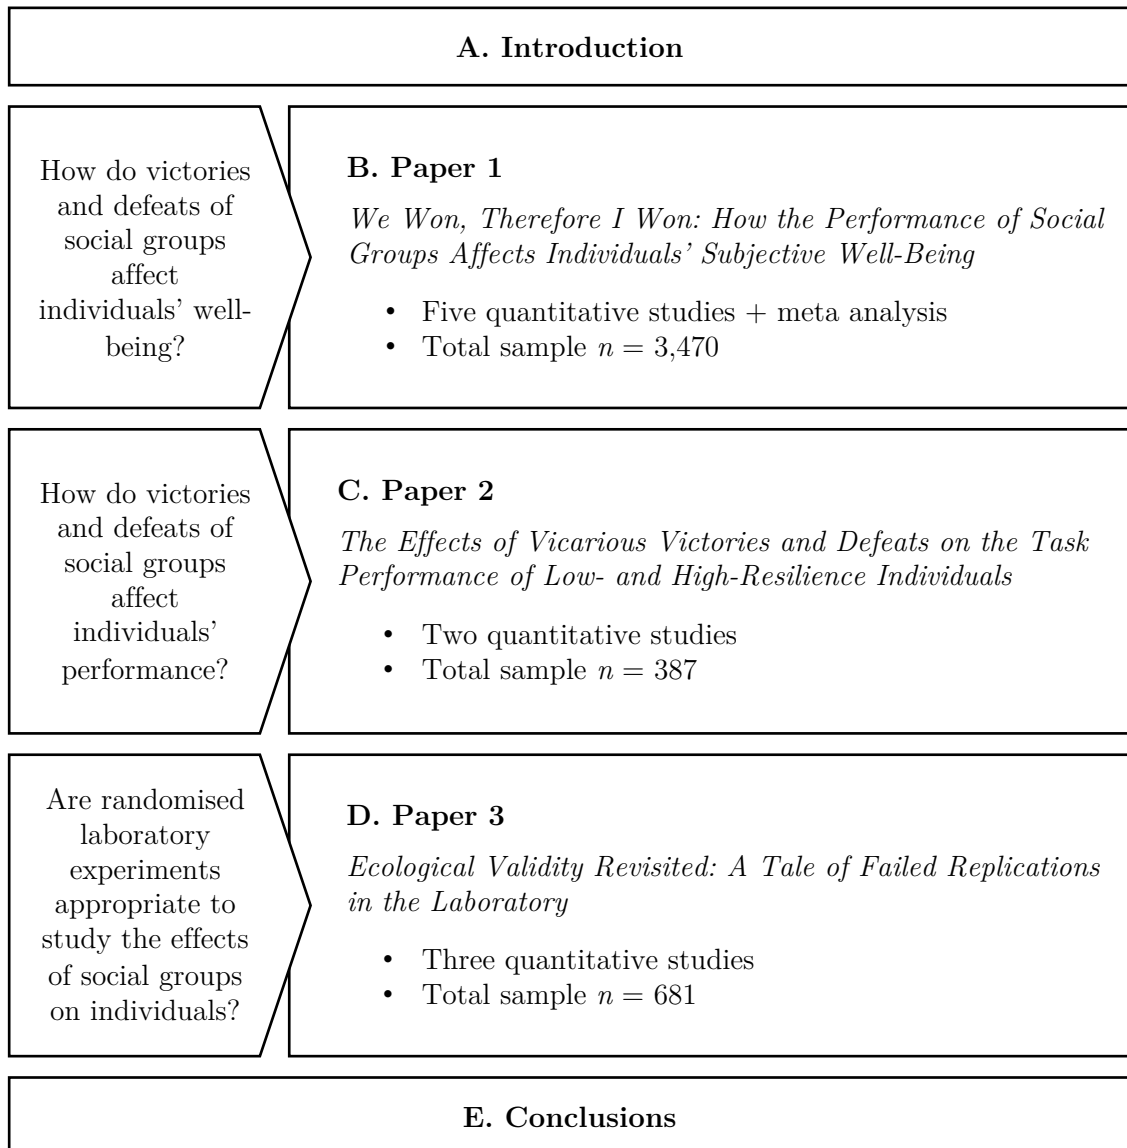 A. Introduction
How do victories
and defeats of
social groups
affect
individuals’ well-
being?
B. Paper 1
We Won, Therefore I Won: How the Performance of Social
Groups Affects Individuals’ Subjective Well-Being
• Five quantitative studies + meta analysis
• Total sample n = 3,470
How do victories
and defeats of
social groups
affect
individuals’
performance?
C. Paper 2
The Effects of Vicarious Victories and Defeats on the Task
Performance of Low- and High-Resilience Individuals
• Two quantitative studies
• Total sample n = 387
Are randomised
laboratory
experiments
appropriate to
study the effects
of social groups
on individuals?
D. Paper 3
Ecological Validity Revisited: A Tale of Failed Replications
in the Laboratory
• Three quantitative studies
• Total sample n = 681
E. Conclusions